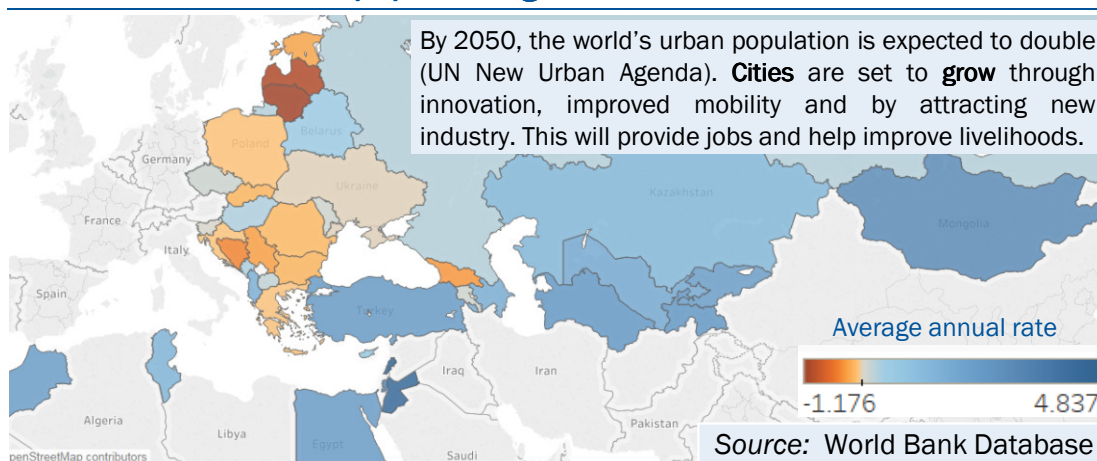 By 2050, the world's urban population is expected to double
(UN New Urban Agenda). Cities are set to grow through
innovation, improved mobility and by attracting new
industry. This will provide jobs and help improve livelihoods.
Poland
Belarus
Germany
Ukraine
Kazakhstan
Mongolia
France
Italy
Spain
Turkey
Iraq
Iran
Algeria
Libya
Egypt
Saudi
Pakistan
Average annual rate
-1.176
4.837
Source: World Bank Database
penStreetMap contributors